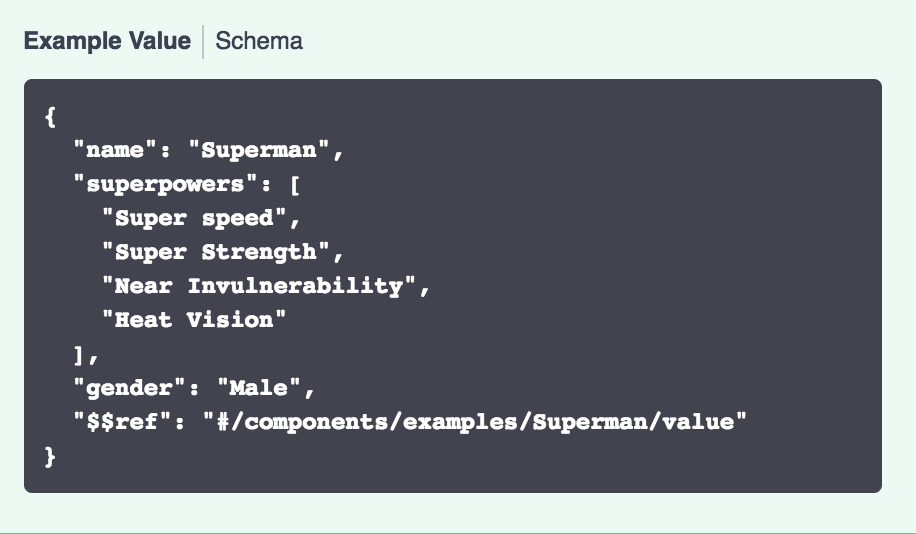 Example Value | Schema
{
  "name": "Superman",
  "superpowers": [
    "Super speed",
    "Super Strength",
    "Near Invulnerability",
    "Heat Vision"
  ],
  "gender": "Male",
  "$$ref": "#/components/examples/Superman/value"
}